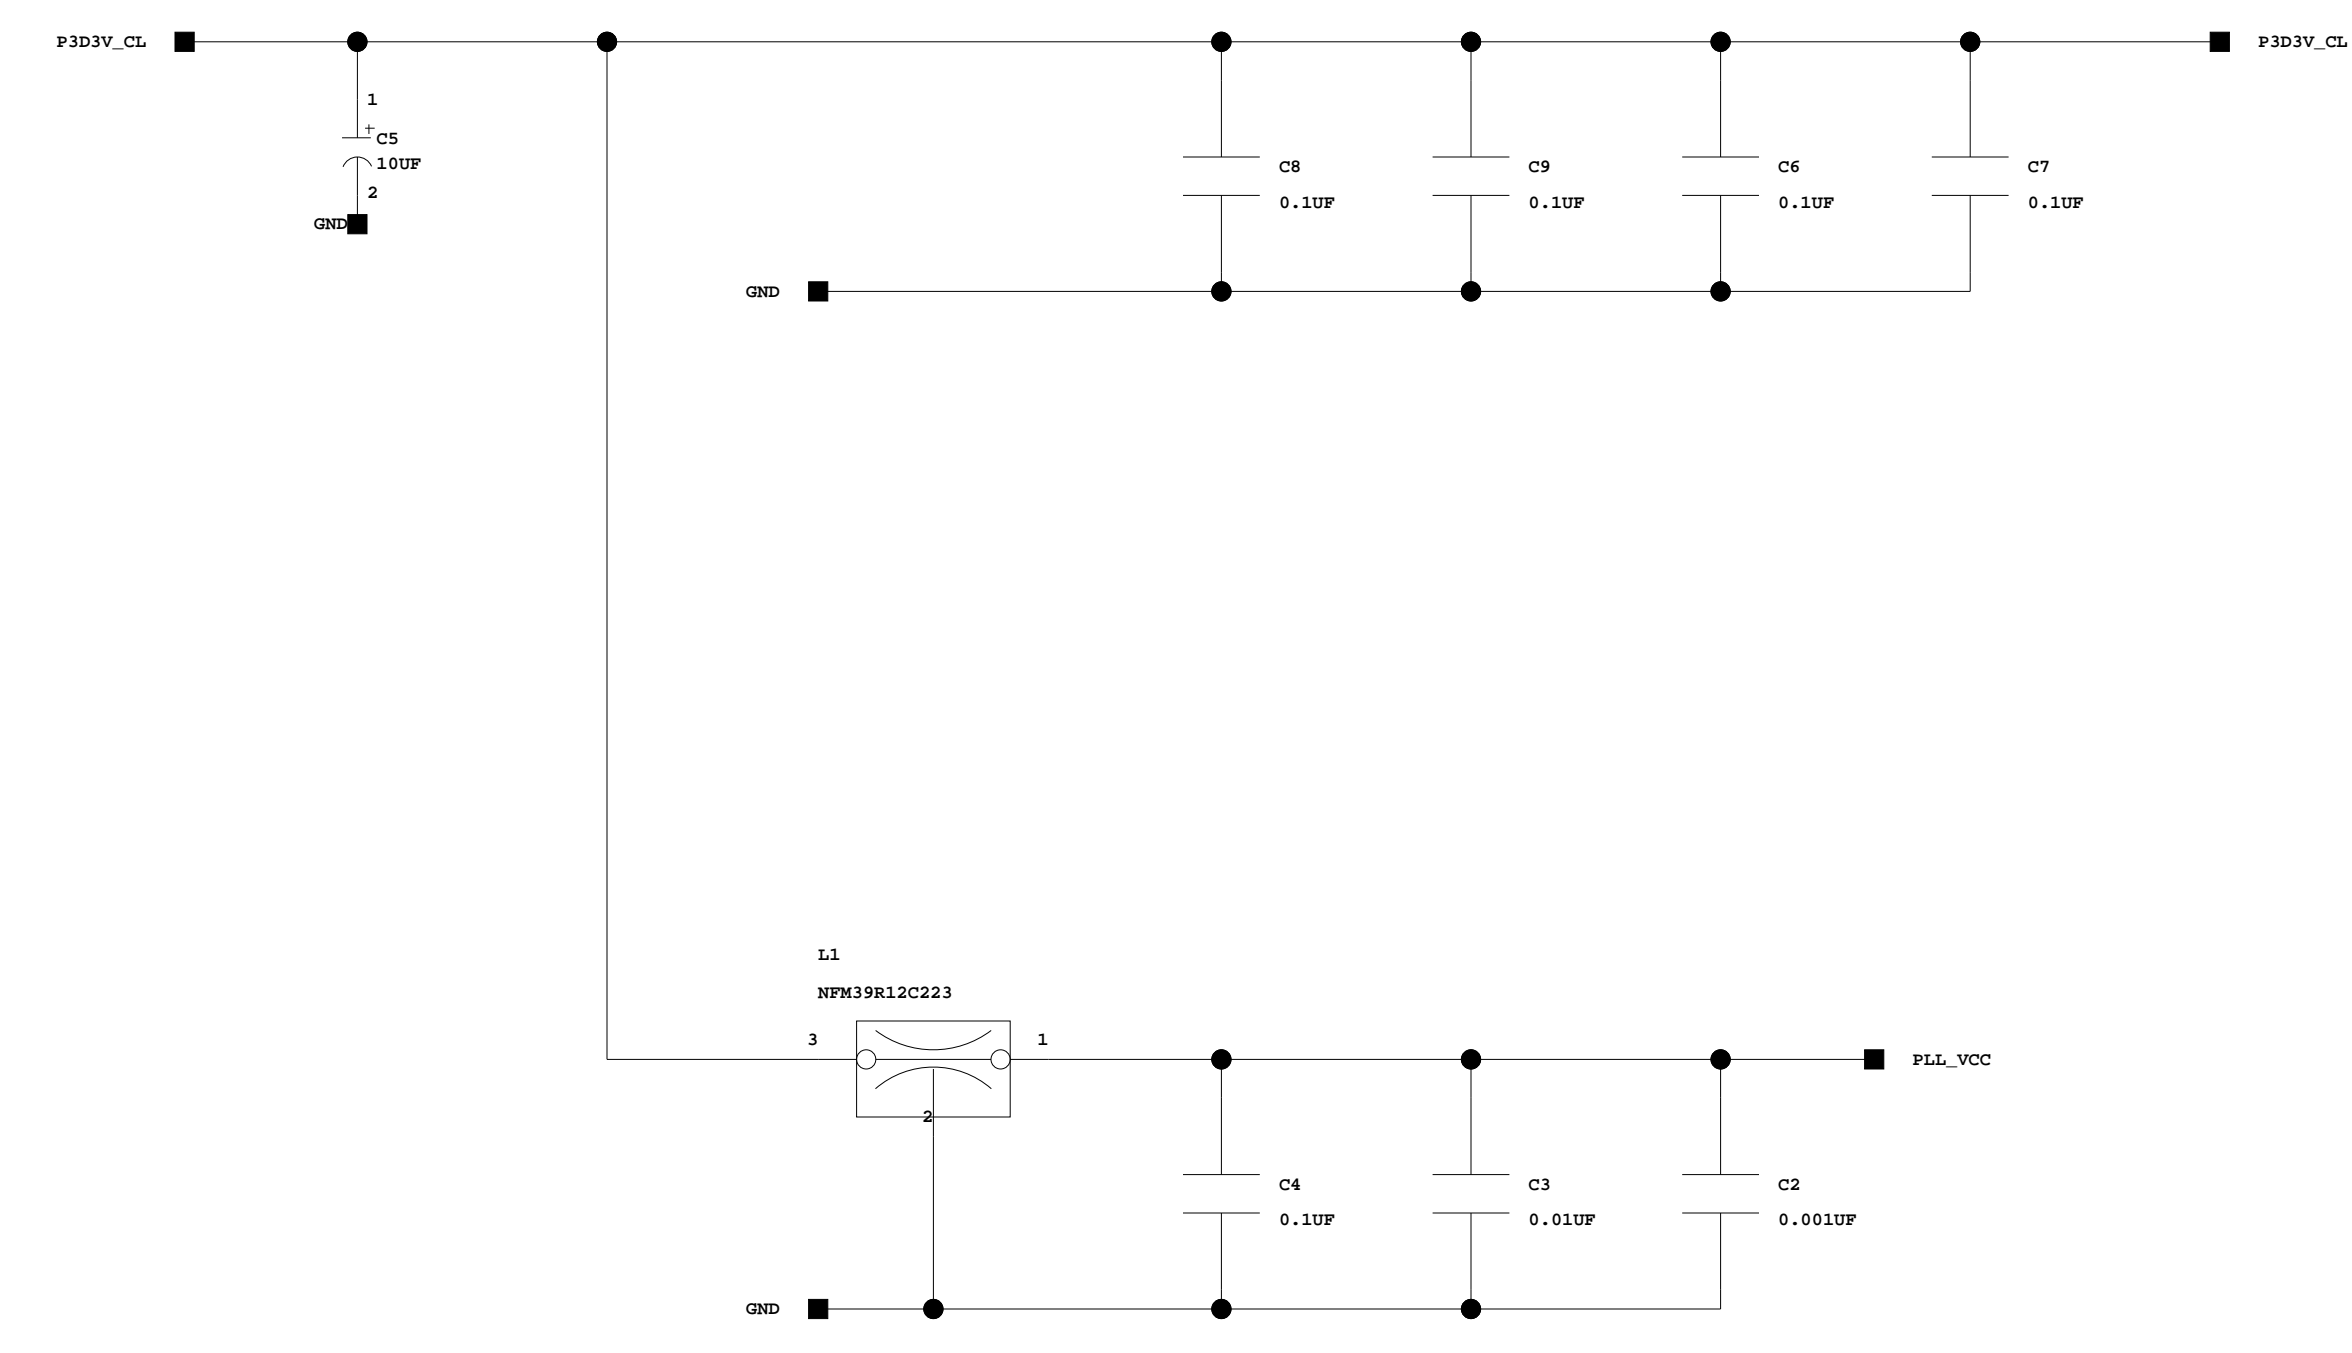 P3D3V_CL
P3D3V_CL
1
+
C5
10UF
2
GND
C8
0.1UF
C9
0.1UF
C6
0.1UF
C7
0.1UF
GND
L1
NFM39R12C223
3
1
2
PLL_VCC
C4
0.1UF
C3
0.01UF
C2
0.001UF
GND